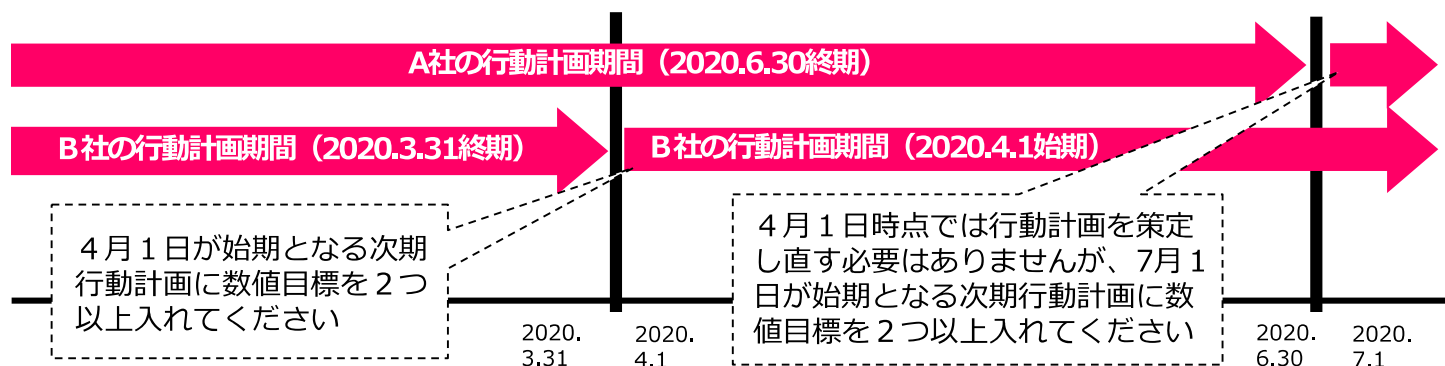 A社の行動計画期間（2020.6.30終期）
B社の行動計画期間（2020.3.31終期）
B社の行動計画期間（2020.4.1始期）
４月１日が始期となる次期
行動計画に数値目標を２つ
以上入れてください
４月１日時点では行動計画を策定
し直す必要はありませんが、7月１
日が始期となる次期行動計画に数
値目標を２つ以上入れてください
2020.
3.31
2020.
4.1
2020.
6.30
2020.
7.1